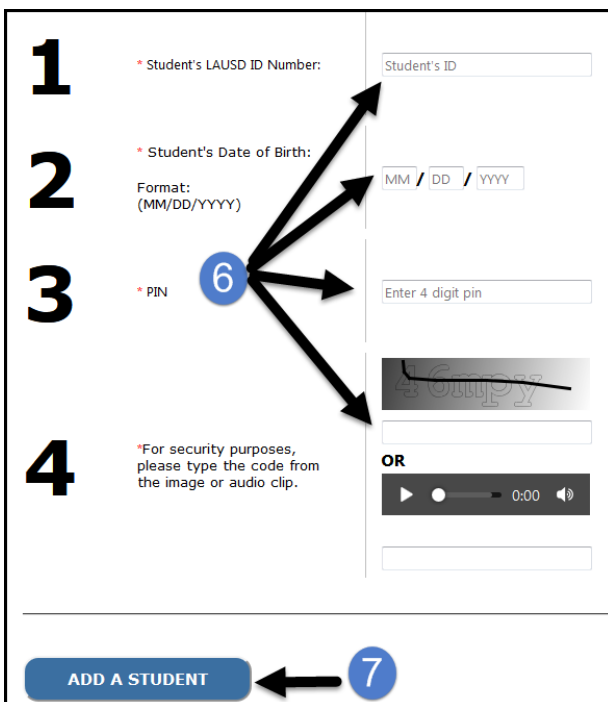 1
* Student's LAUSD ID Number:
Student's ID
2
* Student's Date of Birth:
Format:
(MM/DD/YYYY)
MM / DD / YYYY
3
* PIN
6
Enter 4 digit pin
46mpy
4
*For security purposes,
please type the code from
the image or audio clip.
OR
0:00
ADD A STUDENT
7